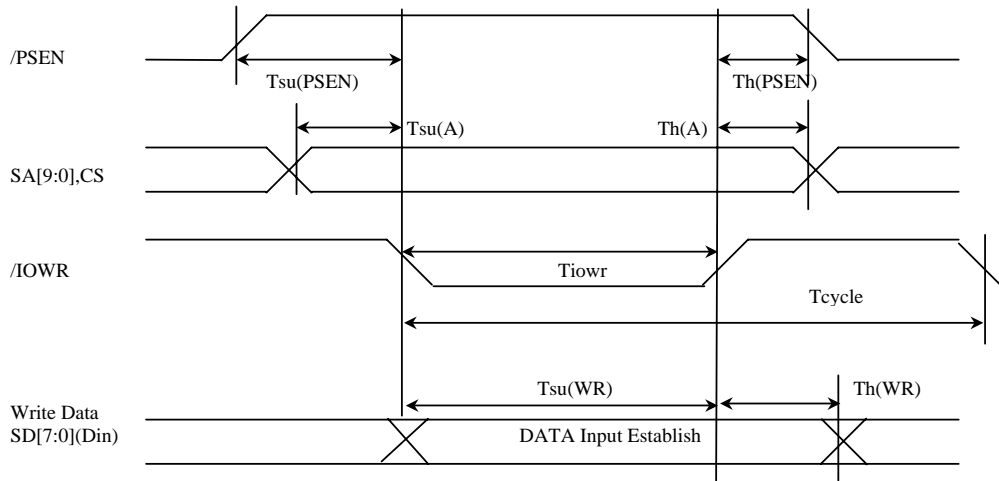 /PSEN
Tsu(PSEN)
Th(PSEN)
Tsu(A)
Th(A)
SA[9:0],CS
/IOWR
Tiowr
Tcycle
Tsu(WR)
Th(WR)
Write Data
SD[7:0](Din)
DATA Input Establish